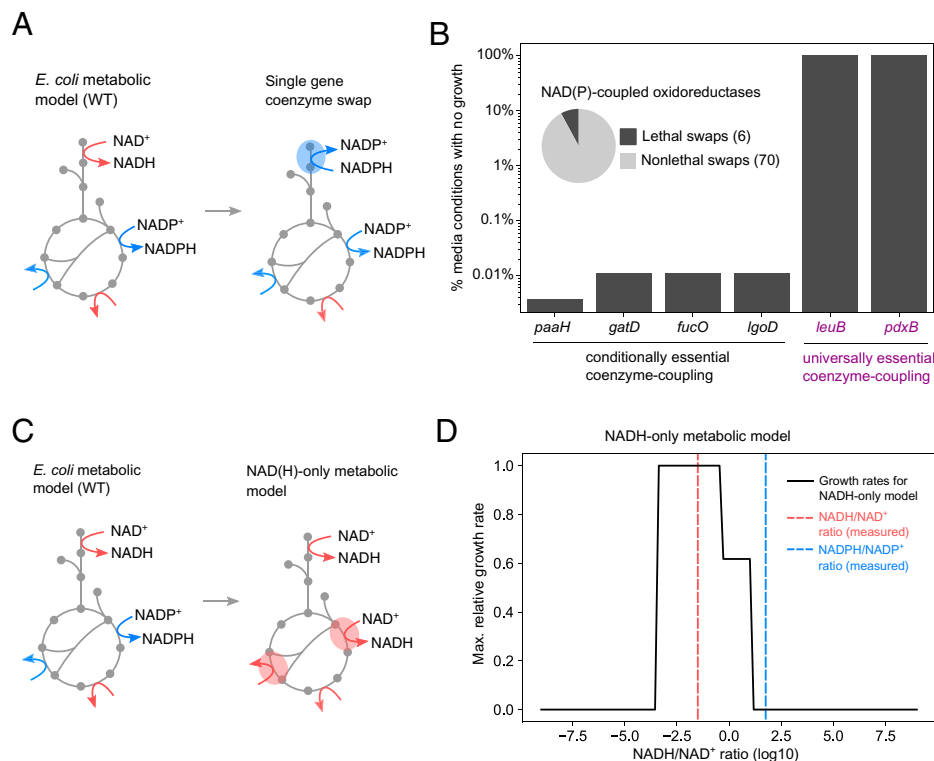 A
E. coli metabolic
model (WT)
NAD+
NADH
NADP+
NADPH
Single gene
coenzyme swap
NADP+
NADPH
NADP+
NADPH
B
% media conditions with no growth
100%
10%
1%
0.1%
0.01%
NAD(P)-coupled oxidoreductases
Lethal swaps (6)
Nonlethal swaps (70)
paaH gatD fucO lgoD leuB pdxB
conditionally essential
coenzyme-coupling
universally essential
coenzyme-coupling
C
E. coli metabolic
model (WT)
NAD+
NADH
NADP+
NADPH
NAD(H)-only metabolic
model
NAD+
NADH
NAD+
NADH
D
NADH-only metabolic model
Max. relative growth rate
1.0
0.8
0.6
0.4
0.2
0.0
Growth rates for
NADH-only model
NADH/NAD+
ratio (measured)
NADPH/NADP+
ratio (measured)
−7.5 −5.0 −2.5 0.0 2.5 5.0 7.5
NADH/NAD+ ratio (log10)